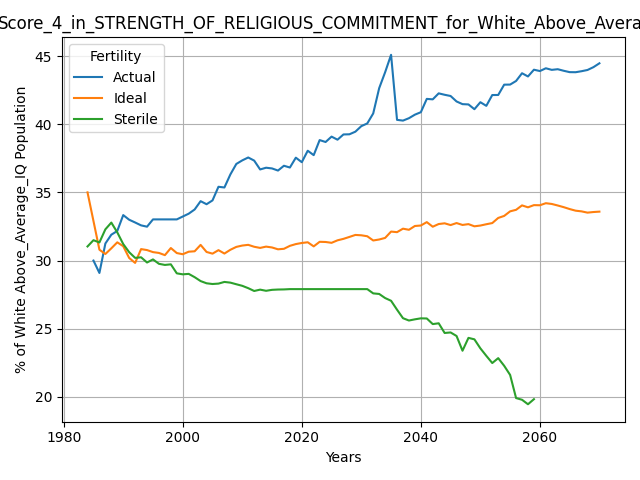 Score_4_in_STRENGTH_OF_RELIGIOUS_COMMITMENT_for_White_Above_Avera
Fertility
Actual
Ideal
Sterile
% of White Above_Average_IQ Population
45
40
35
30
25
20
1980
2000
2020
2040
2060
Years